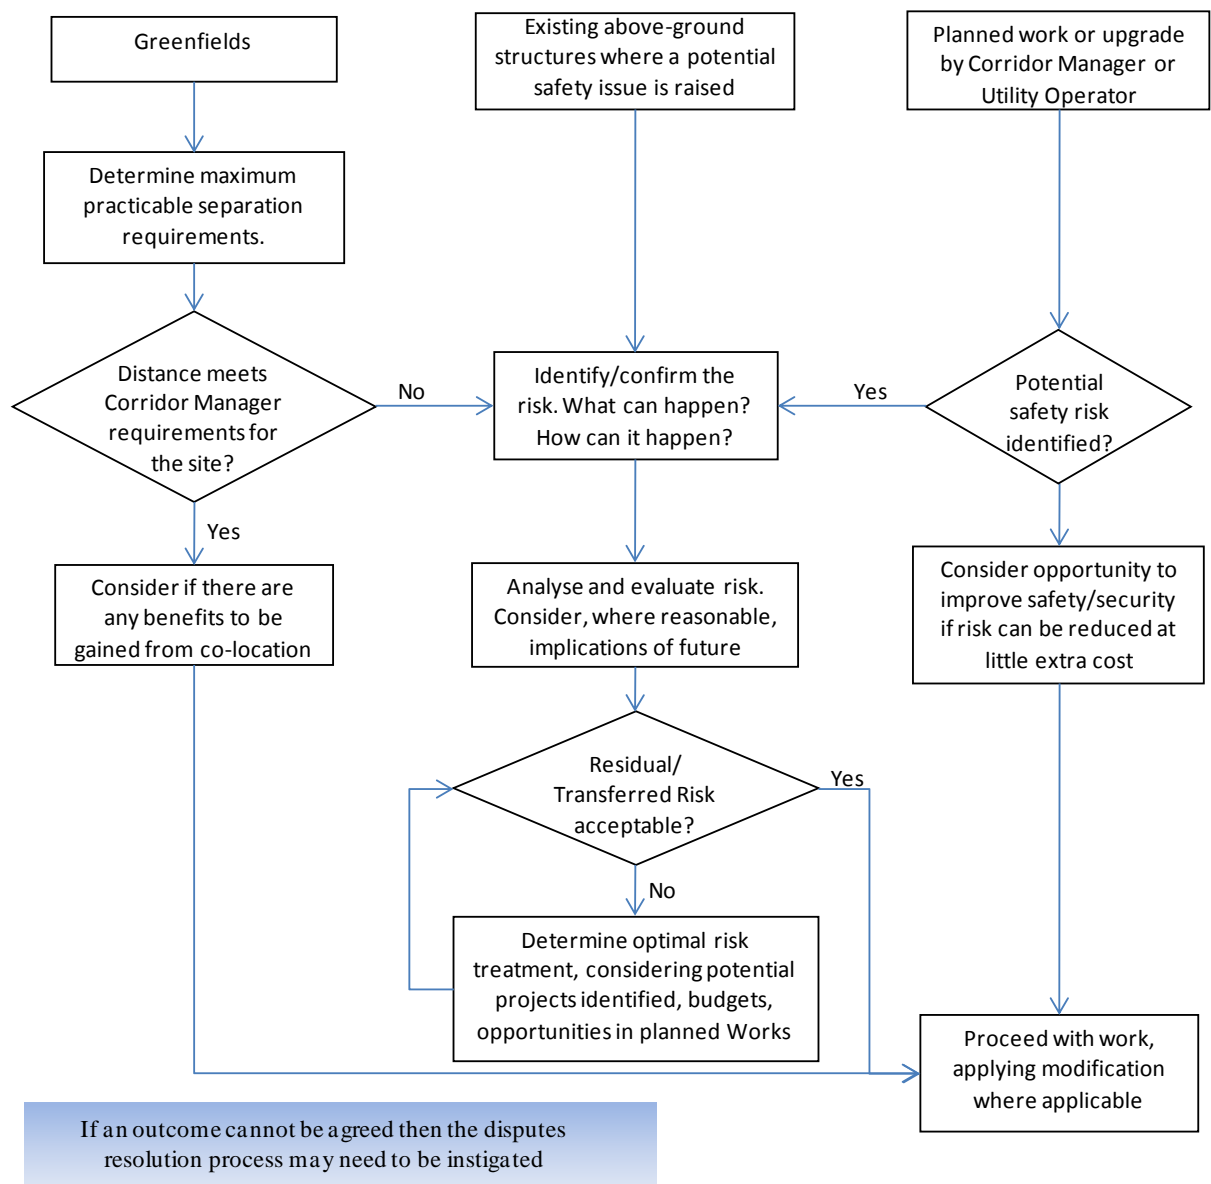 Greenfields
Existing above-ground
structures where a potential
safety issue is raised
Planned work or upgrade
by Corridor Manager or
Utility Operator
Determine maximum
practicable separation
requirements.
Distance meets
Corridor Manager
requirements for
the site?
No
Identify/confirm the
risk. What can happen?
How can it happen?
Yes
Potential
safety risk
identified?
Yes
Consider if there are
any benefits to be
gained from co-location
Analyse and evaluate risk.
Consider, where reasonable,
implications of future
Consider opportunity to
improve safety/security
if risk can be reduced at
little extra cost
Residual/
Transferred Risk
acceptable?
Yes
No
Determine optimal risk
treatment, considering potential
projects identified, budgets,
opportunities in planned Works
Proceed with work,
applying modification
where applicable
If an outcome cannot be agreed then the disputes
resolution process may need to be instigated